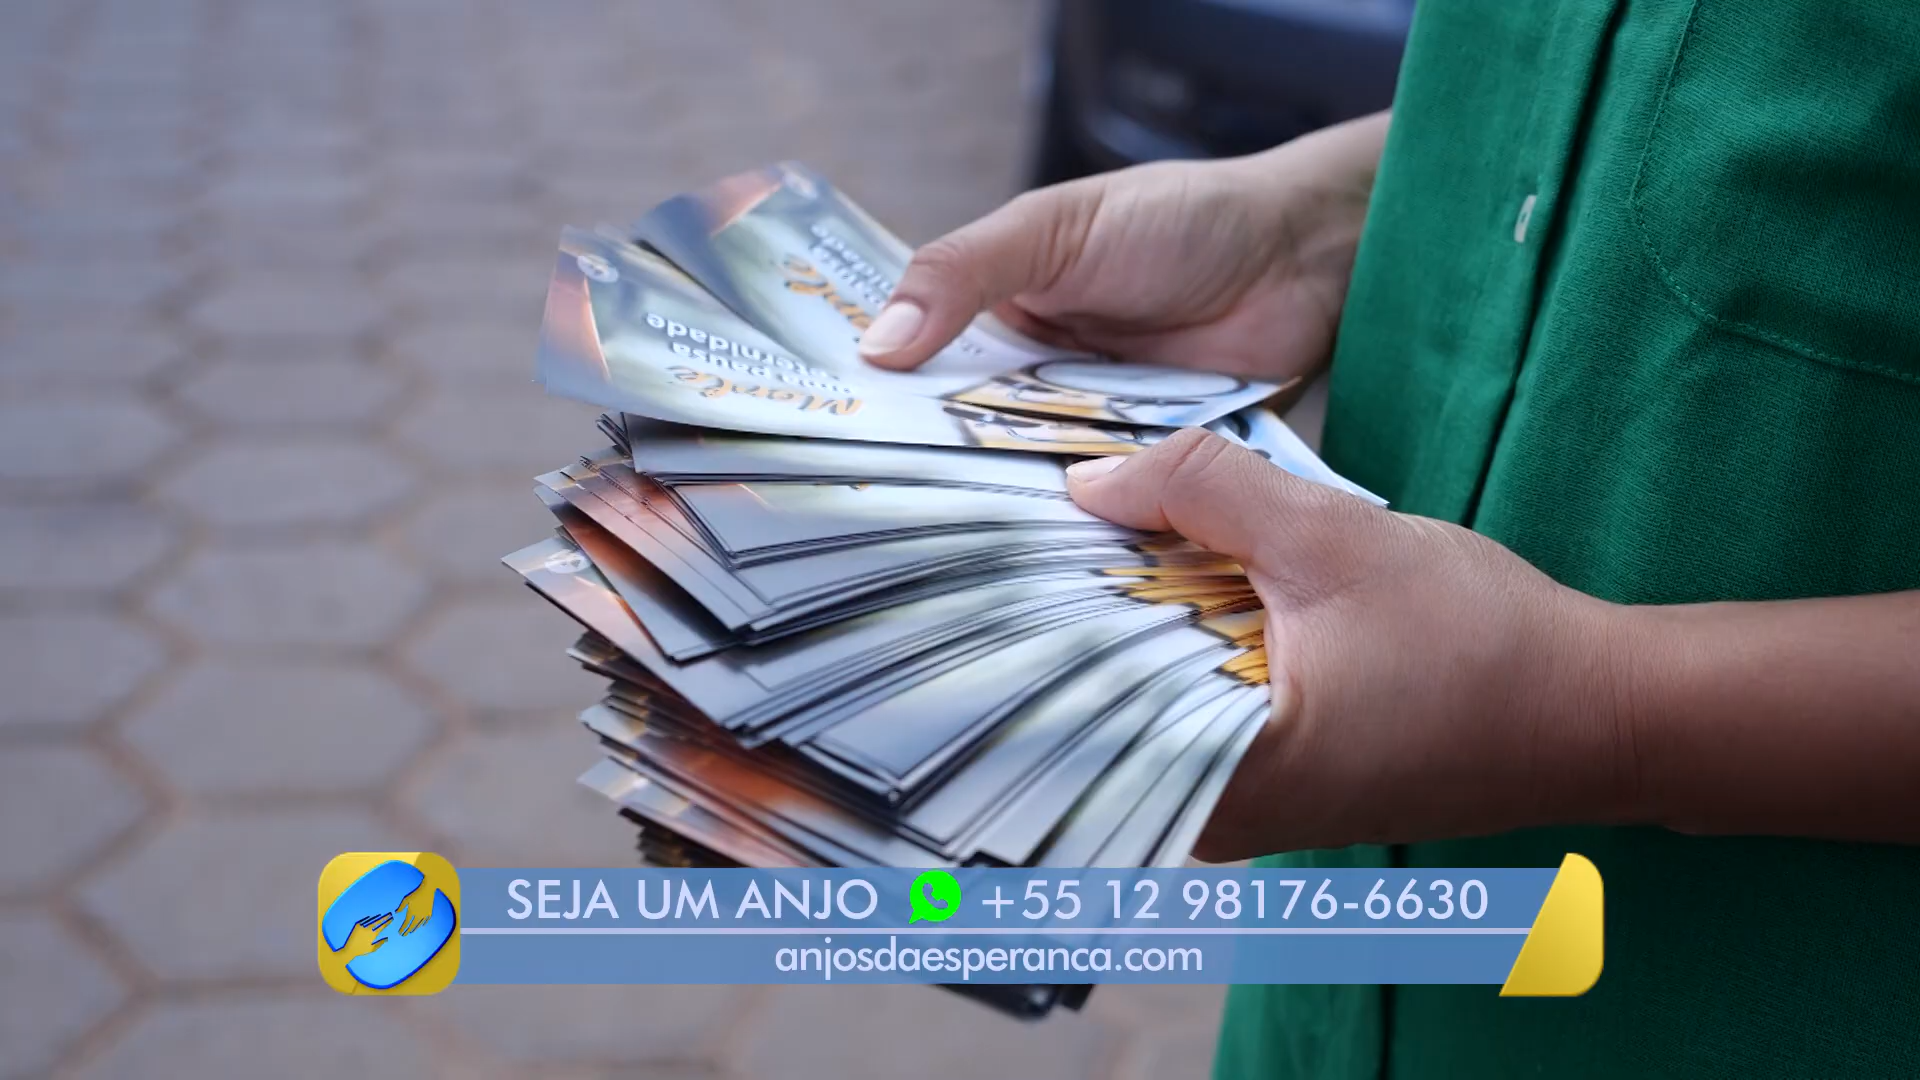 Morte
uma pausa
eternidade
SEJA UM ANJO +55 12 98176-6630
anjosdaesperanca.com